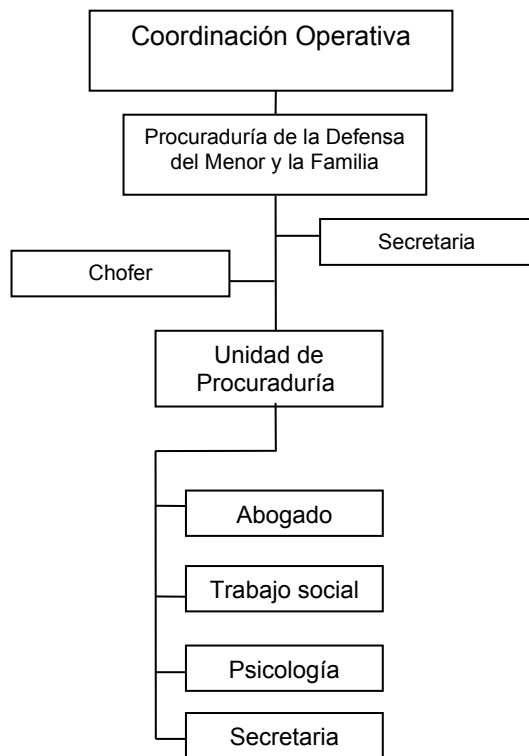 Coordinación Operativa
Procuraduría de la Defensa
del Menor y la Familia
Secretaria
Chofer
Unidad de
Procuraduría
Abogado
Trabajo social
Psicología
Secretaria